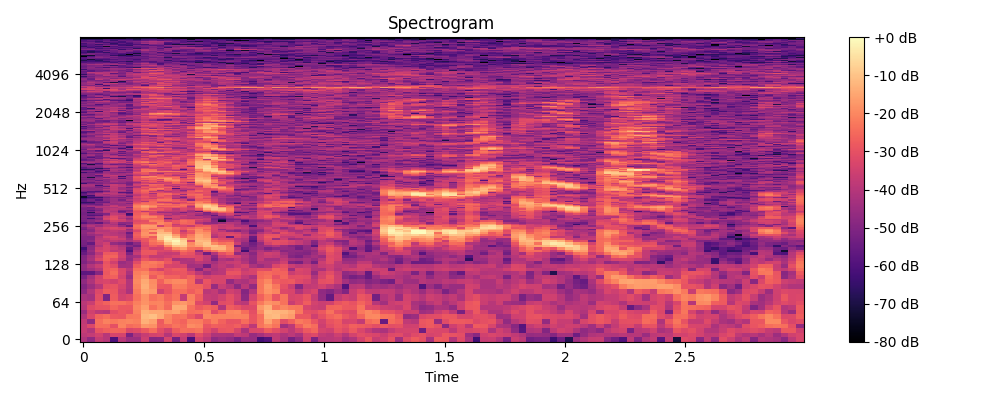 Spectrogram
Hz
4096
2048
1024
512
256
128
64
0
0
0.5
1
1.5
2
2.5
Time
+0 dB
-10 dB
-20 dB
-30 dB
-40 dB
-50 dB
-60 dB
-70 dB
-80 dB